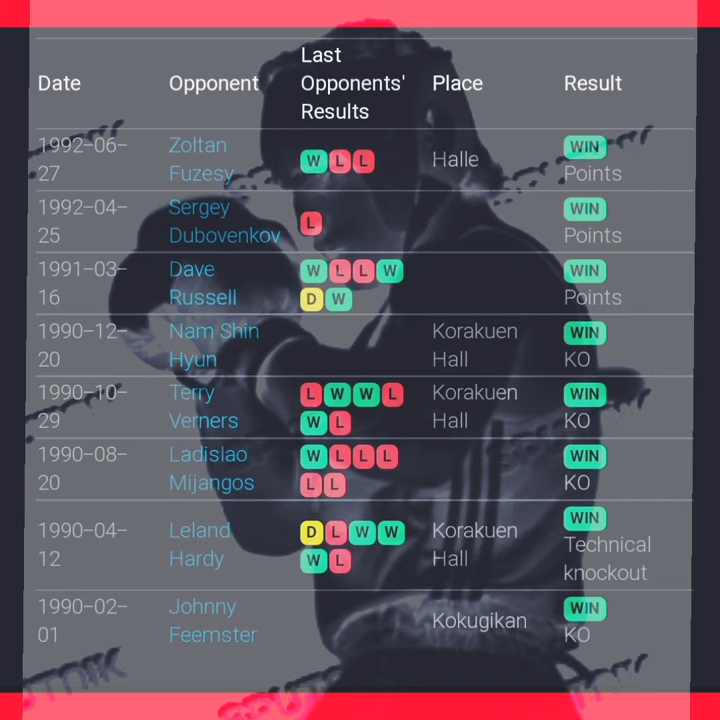 Date Opponent Last Opponents' Results Place Result
1992-06-27 Zoltan Fuzesy W L L Halle WIN Points
1992-04-25 Sergey Dubovenkov L WIN Points
1991-03-16 Dave Russell W L L W D W WIN Points
1990-12-20 Nam Shin Hyun Korakuen Hall WIN KO
1990-10-29 Terry Verners L W W L W L Korakuen Hall WIN KO
1990-08-20 Ladislao Mijangos W L L L L L WIN KO
1990-04-12 Leland Hardy D L W W W L Korakuen Hall WIN Technical knockout
1990-02-01 Johnny Feemster Kokugikan WIN KO